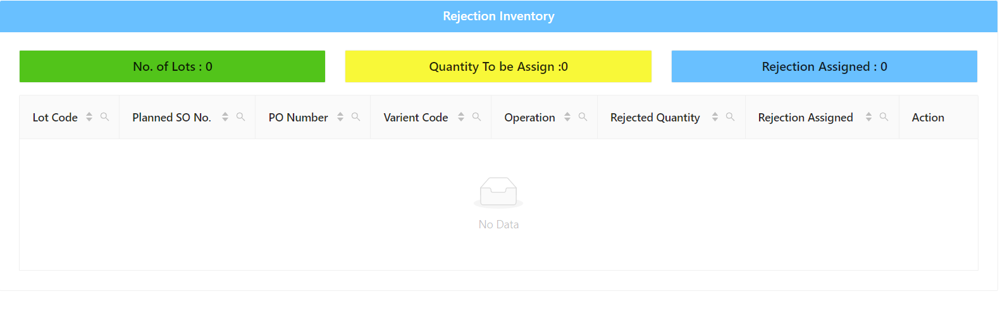 Rejection Inventory
No. of Lots : 0
Quantity To be Assign :0
Rejection Assigned : 0
Lot Code Planned SO No. PO Number Varient Code Operation Rejected Quantity Rejection Assigned Action
No Data